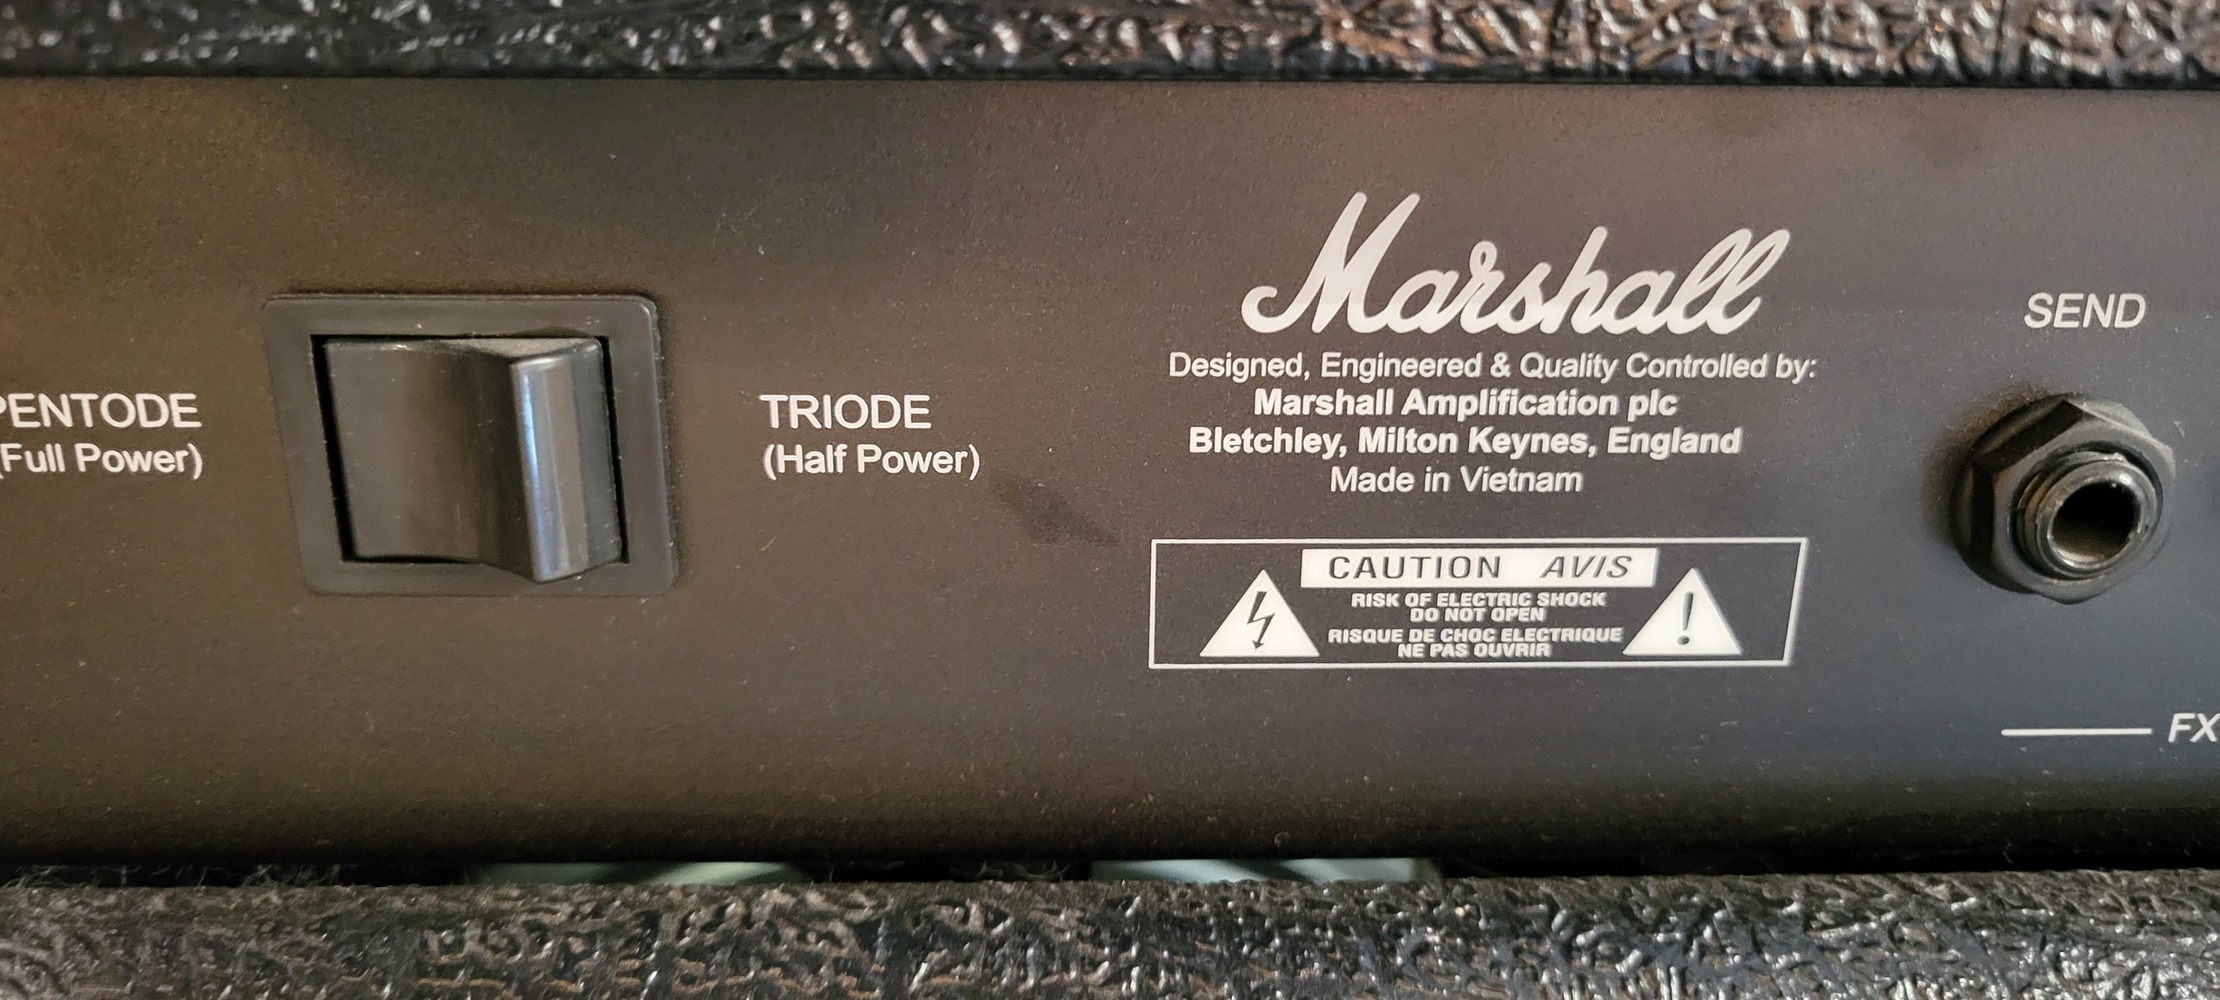 PENTODE
(Full Power)
TRIODE
(Half Power)
Marshall
Designed, Engineered & Quality Controlled by:
Marshall Amplification plc
Bletchley, Milton Keynes, England
Made in Vietnam
CAUTION AVIS
RISK OF ELECTRIC SHOCK
DO NOT OPEN
RISQUE DE CHOC ELECTRIQUE
NE PAS OUVRIR
SEND
FX